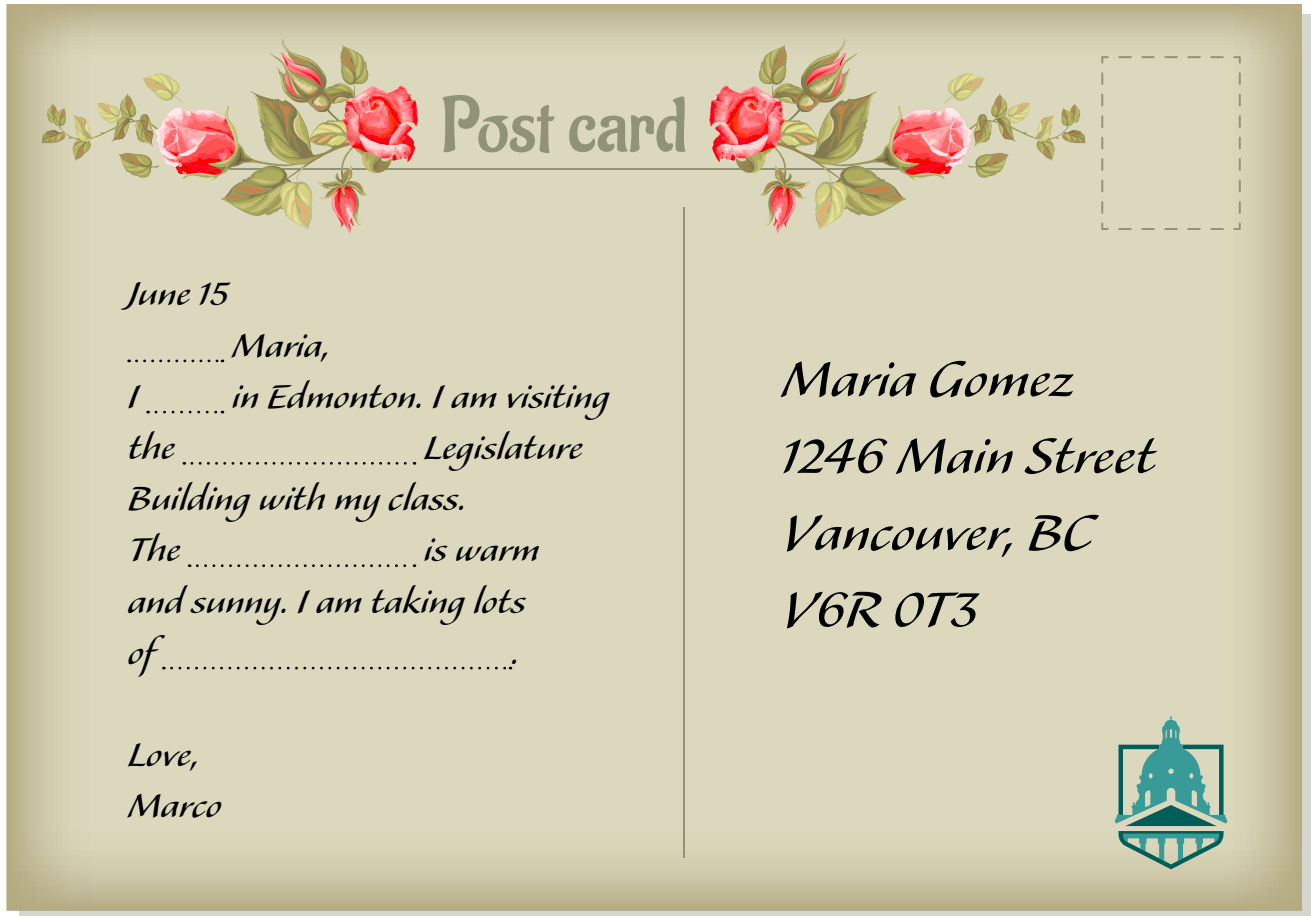 Post card
June 15
............ Maria,
I .......... in Edmonton. I am visiting
the ............................. Legislature
Building with my class.
The ............................. is warm
and sunny. I am taking lots
of ............................................:
Love,
Marco
Maria Gomez
1246 Main Street
Vancouver, BC
V6R 0T3